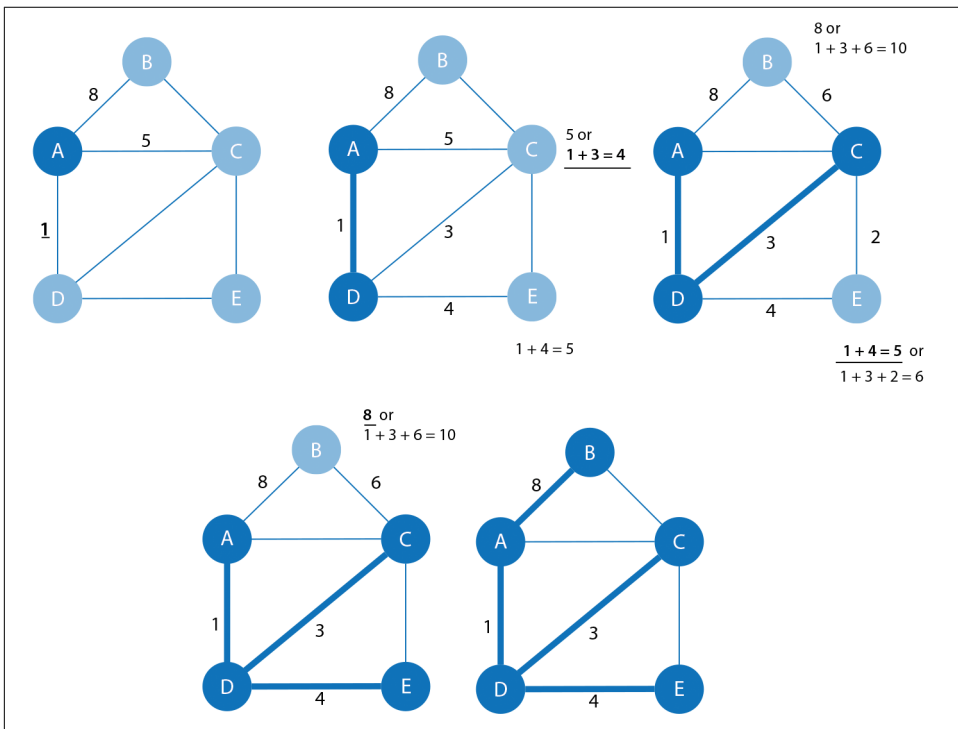 B
8
A
5
C
1
D
E
B
8
A
5
C
5 or
1 + 3 = 4
1
3
D
4
E
1 + 4 = 5
8 or
1 + 3 + 6 = 10
B
8
6
A
C
1
3
2
D
4
E
1 + 4 = 5 or
1 + 3 + 2 = 6
8 or
1 + 3 + 6 = 10
B
8
6
A
C
1
3
D
4
E
B
8
A
C
1
3
D
4
E